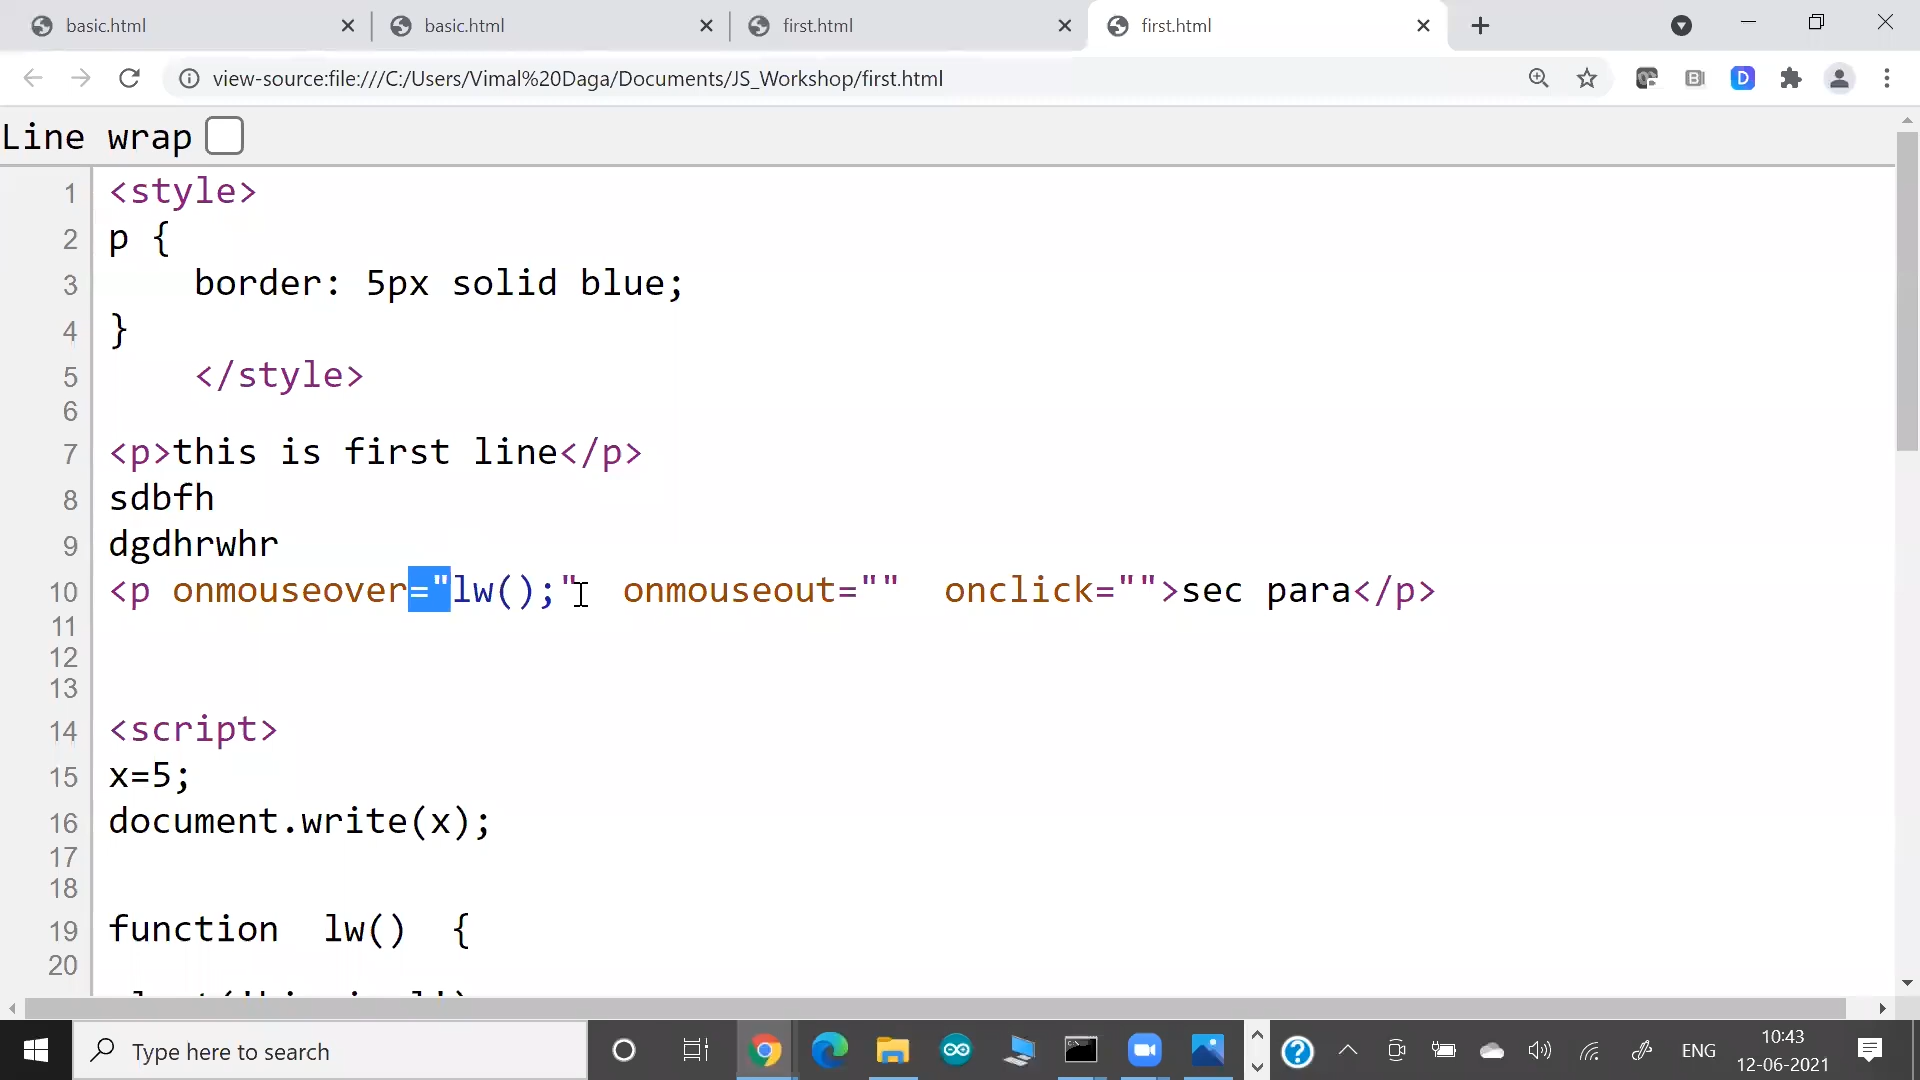 basic.html
basic.html
first.html
first.html
view-source:file:///C:/Users/Vimal%20Daga/Documents/JS_Workshop/first.html
Line wrap
1 <style>
2 p {
3 border: 5px solid blue;
4 }
5 </style>
6
7 <p>this is first line</p>
8 sdbfh
9 dgdhrwhr
10 <p onmouseover="lw();" onmouseout="" onclick="">sec para</p>
11
12
13
14 <script>
15 x=5;
16 document.write(x);
17
18
19 function lw() {
20
Type here to search
ENG
10:43
12-06-2021